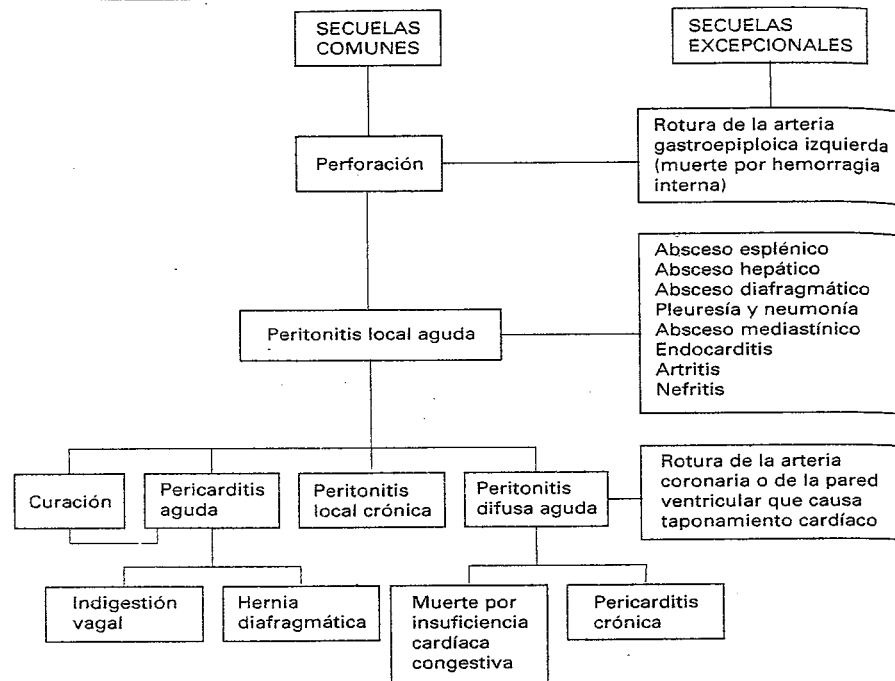 SECUELAS
COMUNES
SECUELAS
EXCEPCIONALES
Perforación
Rotura de la arteria
gastroepiploica izquierda
(muerte por hemorragia
interna)
Peritonitis local aguda
Absceso esplénico
Absceso hepático
Absceso diafragmático
Pleuresía y neumonía
Absceso mediastínico
Endocarditis
Artritis
Nefritis
Curación
Pericarditis
aguda
Peritonitis
local crónica
Peritonitis
difusa aguda
Rotura de la arteria
coronaria o de la pared
ventricular que causa
taponamiento cardíaco
Indigestión
vagal
Hernia
diafragmática
Muerte por
insuficiencia
cardíaca
congestiva
Pericarditis
crónica